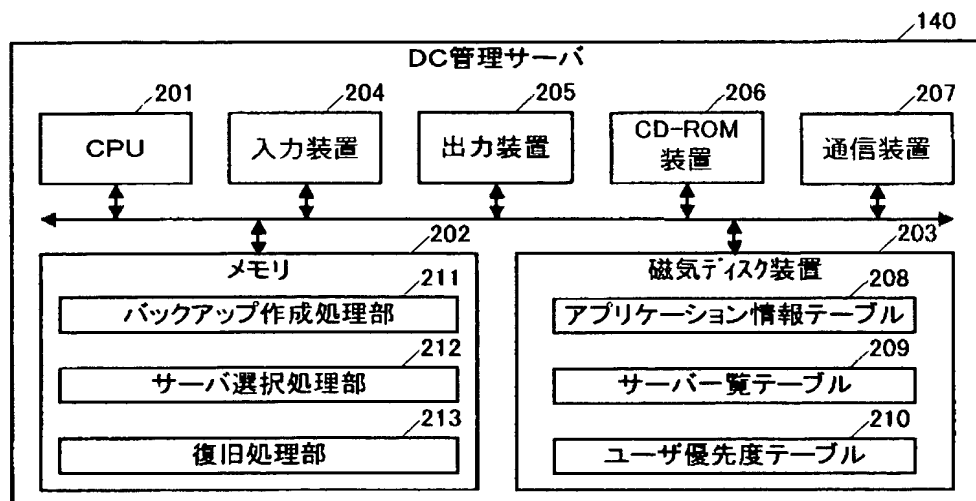 140
DC管理サーバ
201
204
205
206
207
CPU
入力装置
出力装置
CD-ROM
装置
通信装置
202
203
メモリ
磁気ディスク装置
211
バックアップ作成処理部
212
サーバ選択処理部
213
復旧処理部
208
アプリケーション情報テーブル
209
サーバ一覧テーブル
210
ユーザ優先度テーブル